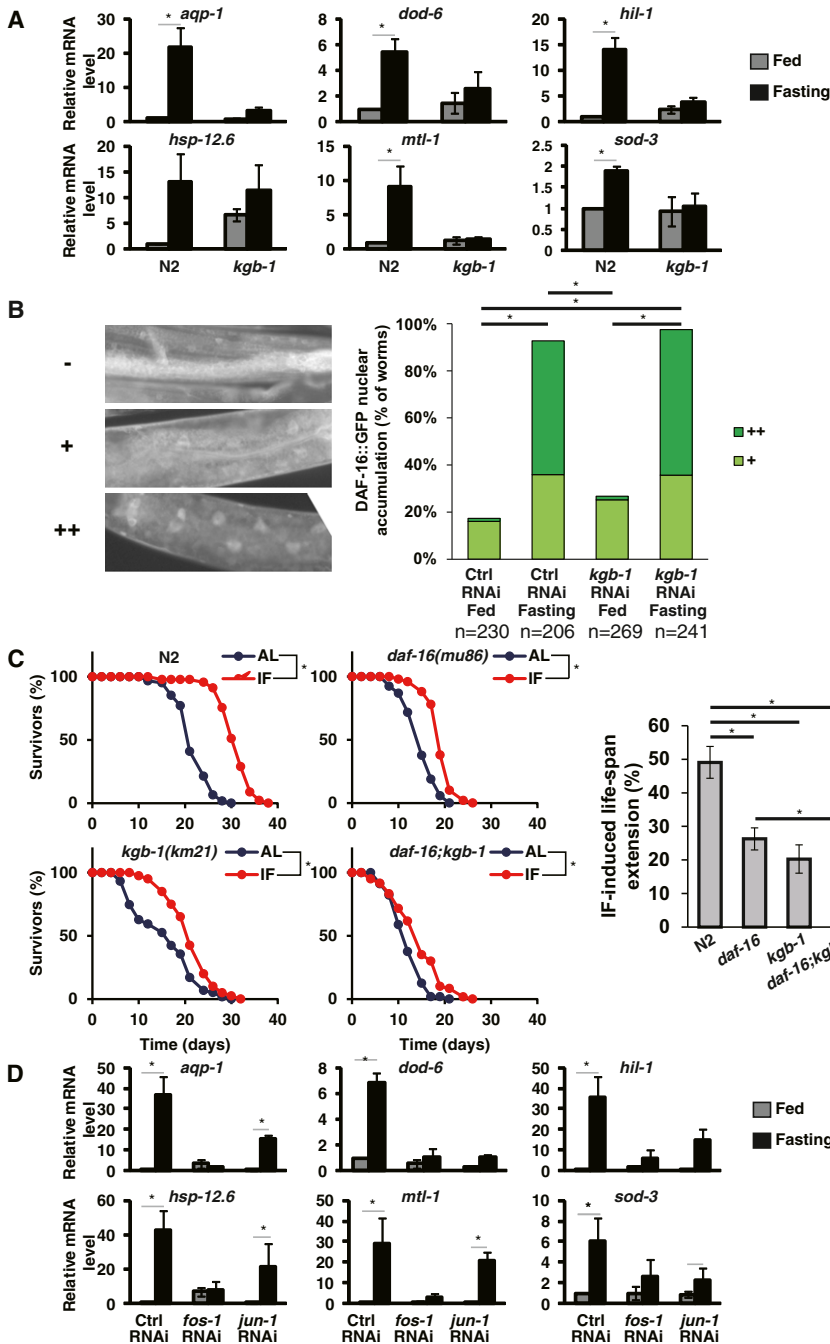 A
aqp-1
dod-6
hil-1
Relative mRNA level
30
20
10
0
*
8
6
4
2
0
*
20
15
10
5
0
*
Fed
Fasting
hsp-12.6
mtl-1
sod-3
Relative mRNA level
20
15
10
5
0
15
10
5
0
*
2.5
2
1.5
1
0.5
0
*
N2
kgb-1
N2
kgb-1
N2
kgb-1
B
-
+
++
DAF-16::GFP nuclear accumulation (% of worms)
100%
80%
60%
40%
20%
0%
*
*
*
*
++
+
Ctrl RNAi Fed
n=230
Ctrl RNAi Fasting
n=206
kgb-1 RNAi Fed
n=269
kgb-1 RNAi Fasting
n=241
C
N2
AL
IF
*
Survivors (%)
100
50
0
0 10 20 30 40
daf-16(mu86)
AL
IF
*
100
50
0
0 10 20 30 40
kgb-1(km21)
AL
IF
*
Survivors (%)
100
50
0
0 10 20 30 40
Time (days)
daf-16;kgb-1
AL
IF
*
100
50
0
0 10 20 30 40
Time (days)
IF-induced life-span extension (%)
60
50
40
30
20
10
0
*
*
*
*
N2
daf-16
kgb-1
D
aqp-1
dod-6
hil-1
Relative mRNA level
50
40
30
20
10
0
*
*
8
6
4
2
0
*
50
40
30
20
10
0
*
Fed
Fasting
hsp-12.6
mtl-1
sod-3
Relative mRNA level
60
50
40
30
20
10
0
*
*
50
40
30
20
10
0
*
*
10
8
6
4
2
0
*
Ctrl RNAi
fos-1 RNAi
jun-1 RNAi
Ctrl RNAi
fos-1 RNAi
jun-1 RNAi
Ctrl RNAi
fos-1 RNAi
jun-1 RNAi